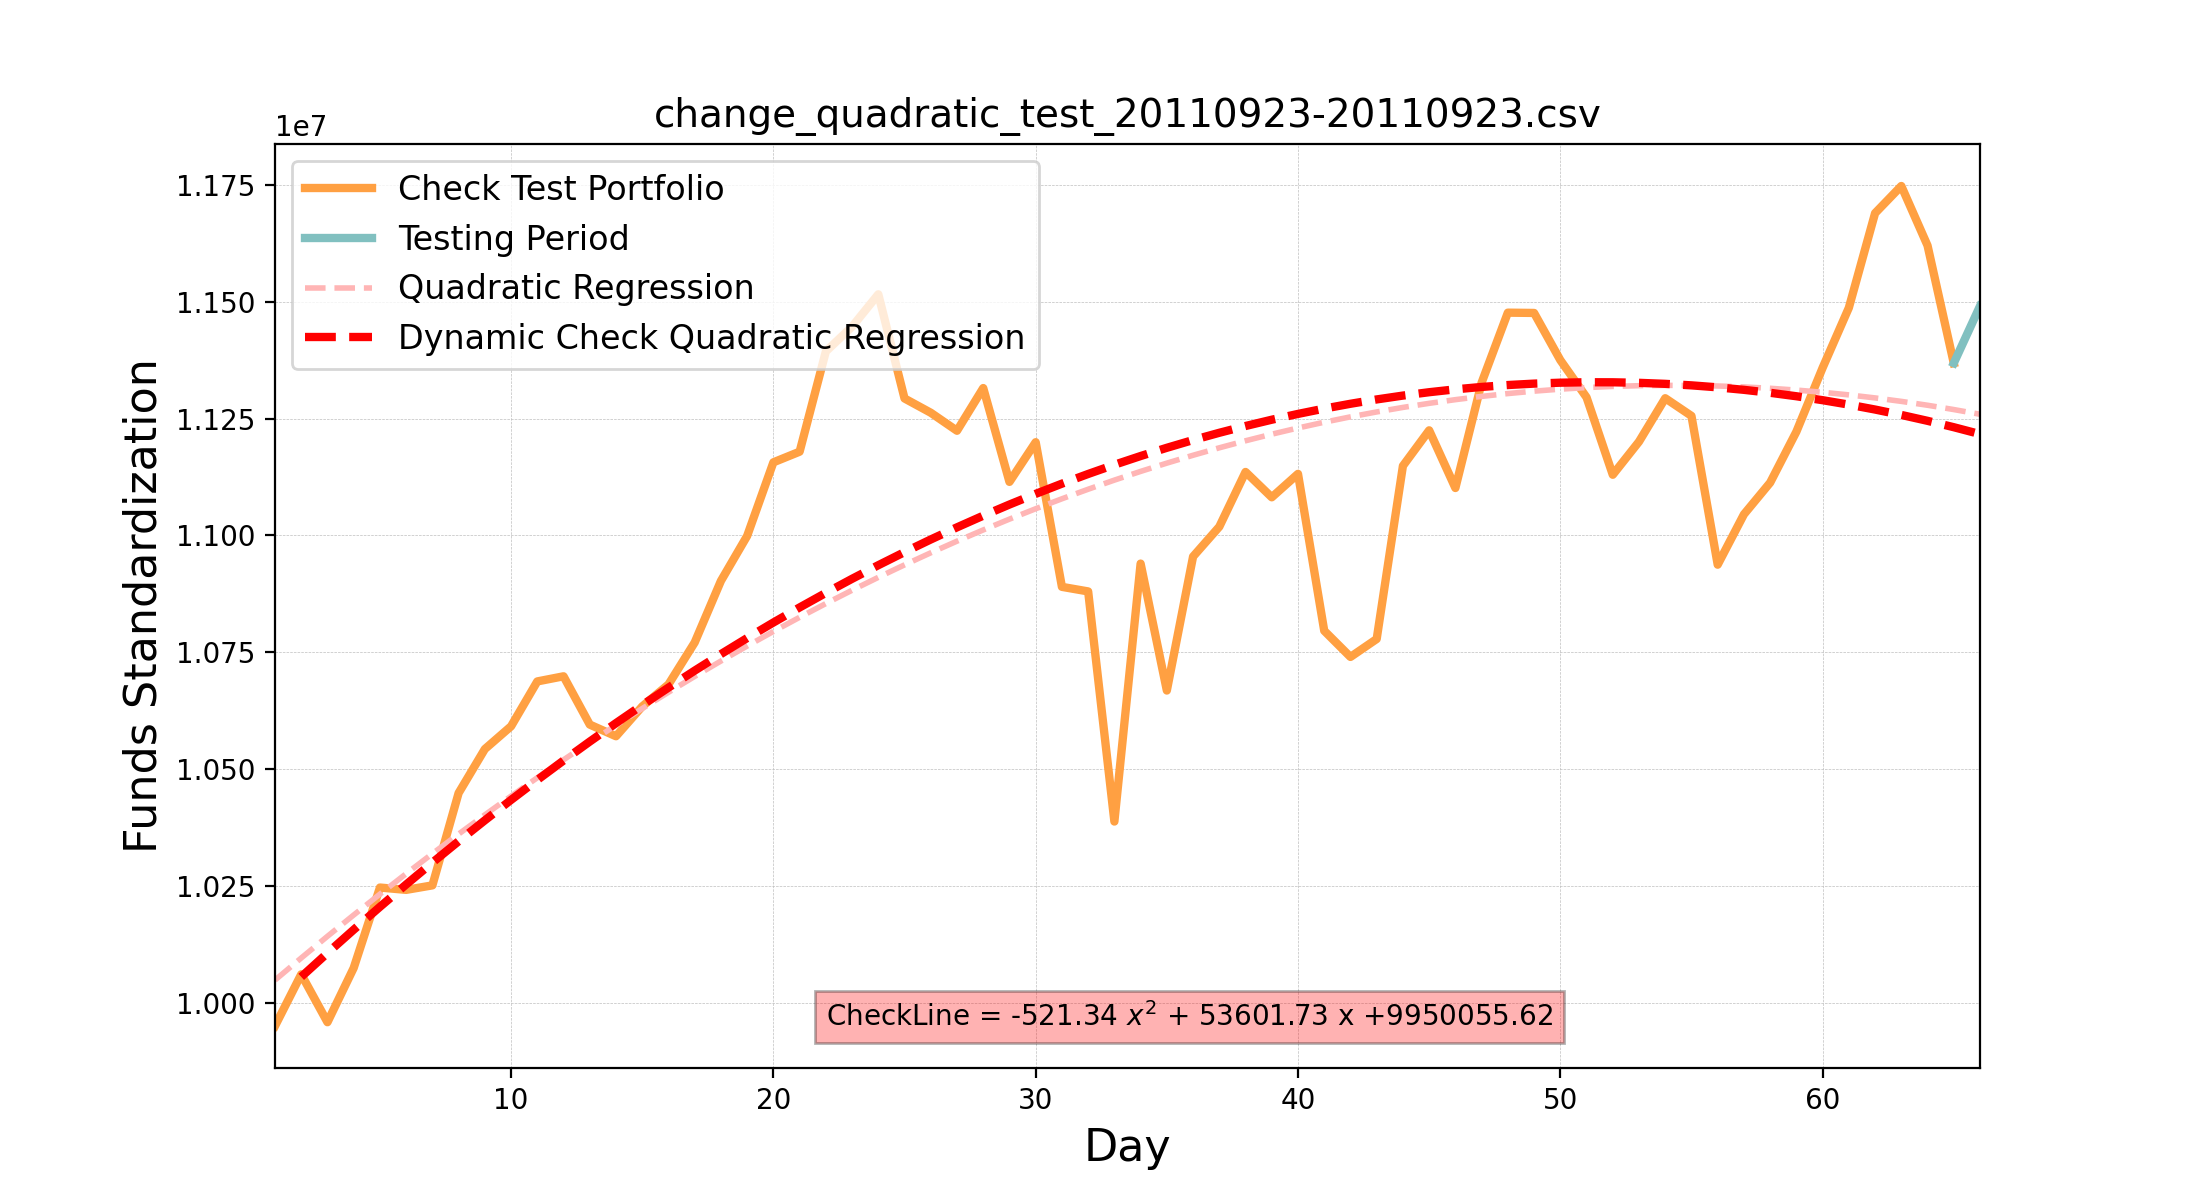 change_quadratic_test_20110923-20110923.csv
1e7
Check Test Portfolio
Testing Period
Quadratic Regression
Dynamic Check Quadratic Regression
1.175
1.150
1.125
1.100
1.075
1.050
1.025
1.000
Funds Standardization
CheckLine = -521.34 x² + 53601.73 x +9950055.62
10 20 30 40 50 60
Day